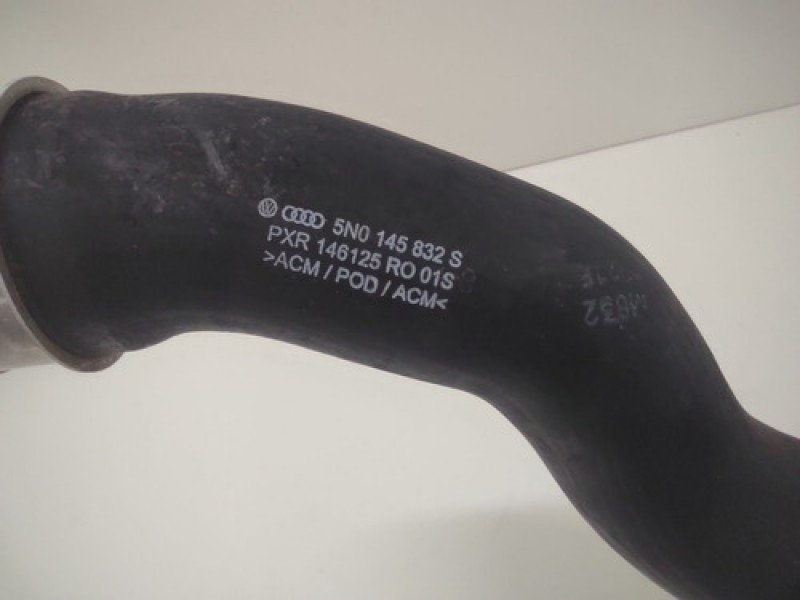 5N0 145 832 S
PXR 146125 RO 01S
>ACM / POD / ACM<